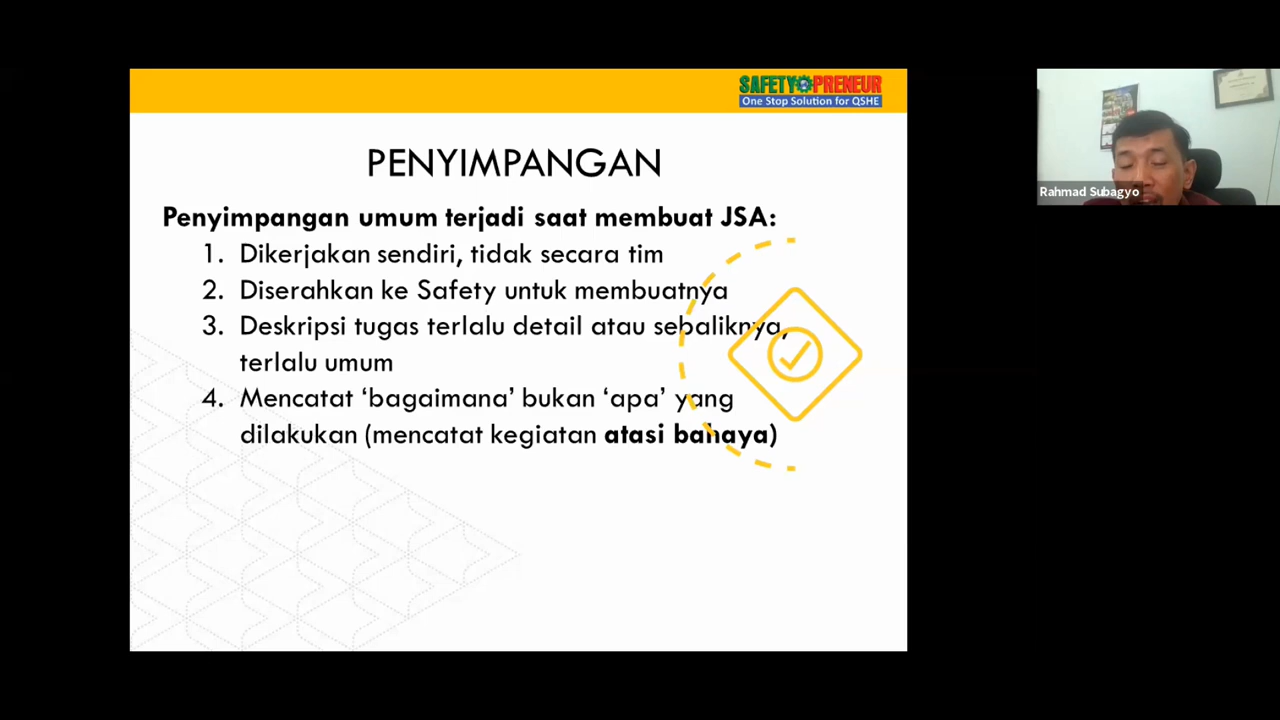 SAFETYPRENEUR
One Stop Solution for QSHE
PENYIMPANGAN
Penyimpangan umum terjadi saat membuat JSA:
1. Dikerjakan sendiri, tidak secara tim
2. Diserahkan ke Safety untuk membuatnya
3. Deskripsi tugas terlalu detail atau sebaliknya,
terlalu umum
4. Mencatat ‘bagaimana’ bukan ‘apa’ yang
dilakukan (mencatat kegiatan atasi bahaya)
Rahmad Subagyo